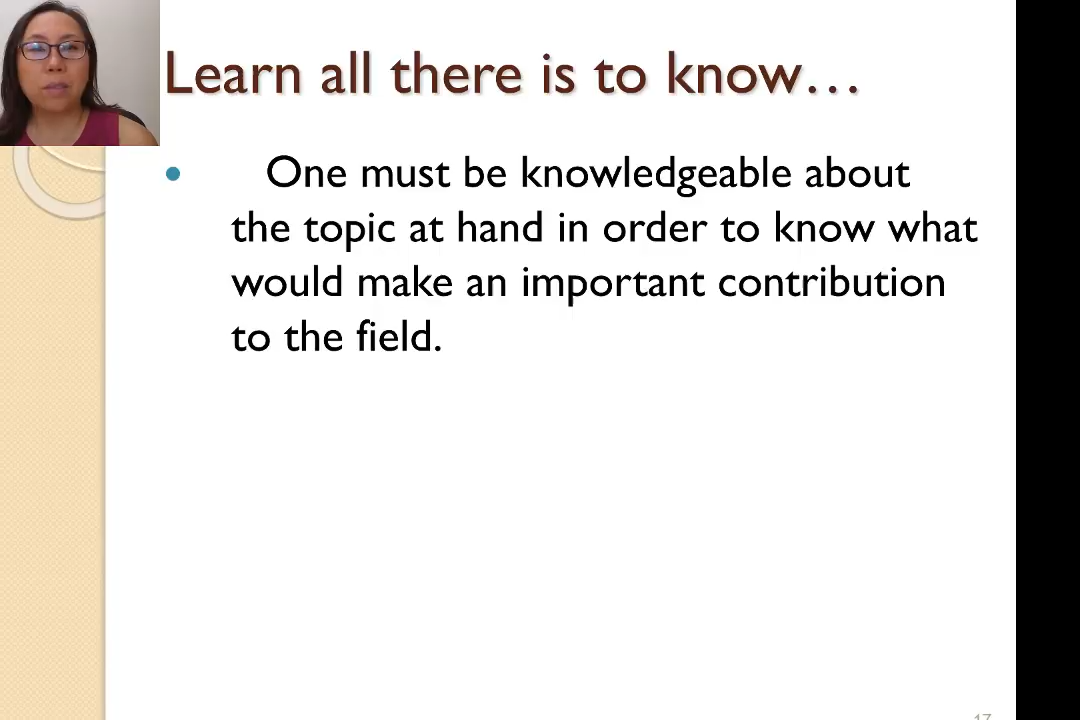 Learn all there is to know…
• One must be knowledgeable about
the topic at hand in order to know what
would make an important contribution
to the field.
17